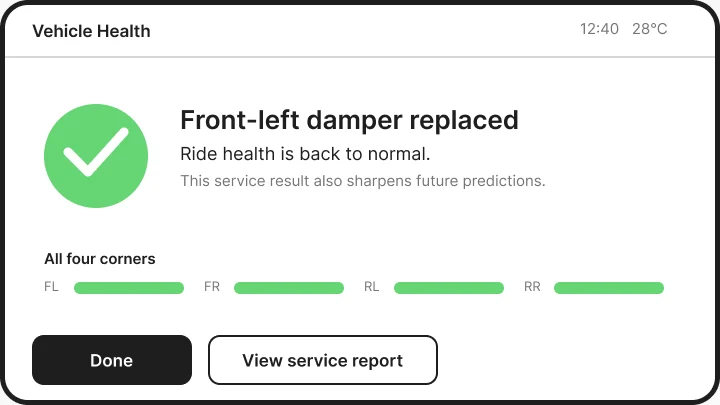 Vehicle Health
12:40 28°C
Front-left damper replaced
Ride health is back to normal.
This service result also sharpens future predictions.
All four corners
FL FR RL RR
Done View service report